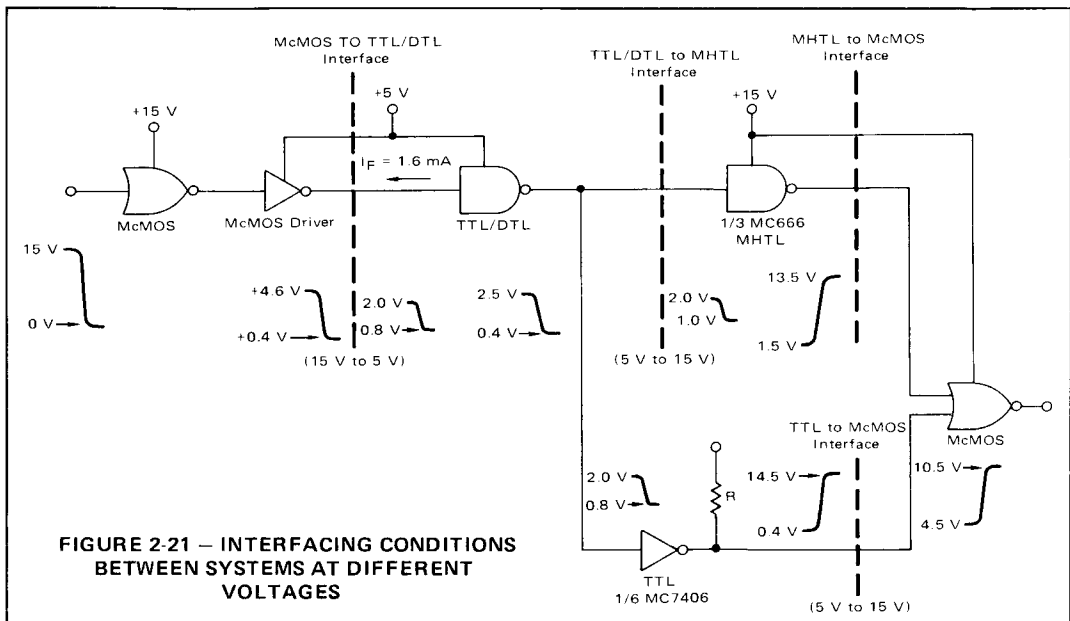 McMOS TO TTL/DTL
Interface
TTL/DTL to MHTL
Interface
MHTL to McMOS
Interface
+15 V
+5 V
+15 V
I_F = 1.6 mA
McMOS
McMOS Driver
TTL/DTL
1/3 MC666
MHTL
15 V
0 V
+4.6 V
+0.4 V
2.0 V
0.8 V
2.5 V
0.4 V
2.0 V
1.0 V
13.5 V
1.5 V
(15 V to 5 V)
(5 V to 15 V)
McMOS
TTL to McMOS
Interface
2.0 V
0.8 V
R
14.5 V
0.4 V
10.5 V
4.5 V
TTL
1/6 MC7406
(5 V to 15 V)
FIGURE 2-21 – INTERFACING CONDITIONS
BETWEEN SYSTEMS AT DIFFERENT
VOLTAGES